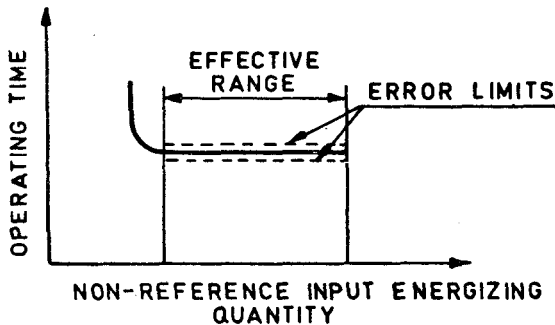 EFFECTIVE
RANGE
ERROR LIMITS
OPERATING TIME
NON-REFERENCE INPUT ENERGIZING
QUANTITY